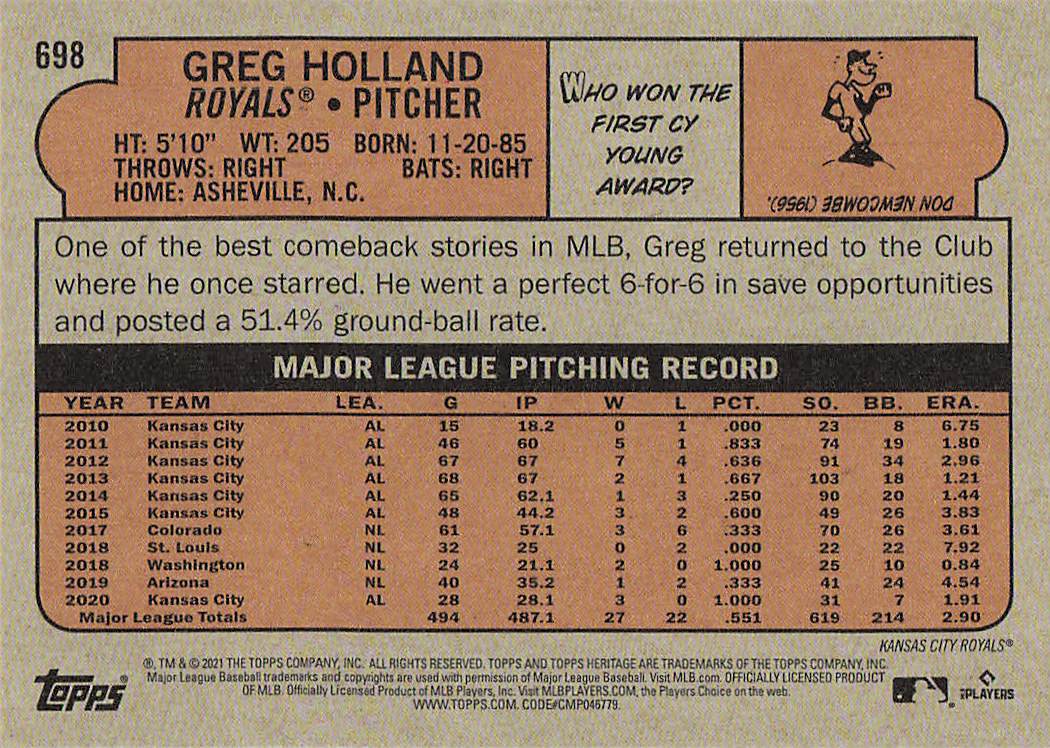 698
GREG HOLLAND
ROYALS® • PITCHER
HT: 5'10" WT: 205 BORN: 11-20-85
THROWS: RIGHT BATS: RIGHT
HOME: ASHEVILLE, N.C.
WHO WON THE
FIRST CY
YOUNG
AWARD?
DON NEWCOMBE (1956).
One of the best comeback stories in MLB, Greg returned to the Club
where he once starred. He went a perfect 6-for-6 in save opportunities
and posted a 51.4% ground-ball rate.
MAJOR LEAGUE PITCHING RECORD
YEAR TEAM LEA. G IP W L PCT. SO. BB. ERA.
2010 Kansas City AL 15 18.2 0 1 .000 23 8 6.75
2011 Kansas City AL 46 60 5 1 .833 74 19 1.80
2012 Kansas City AL 67 67 7 4 .636 91 34 2.96
2013 Kansas City AL 68 67 2 1 .667 103 18 1.21
2014 Kansas City AL 65 62.1 1 3 .250 90 20 1.44
2015 Kansas City AL 48 44.2 3 2 .600 49 26 3.83
2017 Colorado NL 61 57.1 3 6 .333 70 26 3.61
2018 St. Louis NL 32 25 0 2 .000 22 22 7.92
2018 Washington NL 24 21.1 2 0 1.000 25 10 0.84
2019 Arizona NL 40 35.2 1 2 .333 41 24 4.54
2020 Kansas City AL 28 28.1 3 0 1.000 31 7 1.91
Major League Totals 494 487.1 27 22 .551 619 214 2.90
KANSAS CITY ROYALS®
®, TM & © 2021 THE TOPPS COMPANY, INC. ALL RIGHTS RESERVED. TOPPS AND TOPPS HERITAGE ARE TRADEMARKS OF THE TOPPS COMPANY, INC.
Major League Baseball trademarks and copyrights are used with permission of Major League Baseball. Visit MLB.com. OFFICIALLY LICENSED PRODUCT
OF MLB. Officially Licensed Product of MLB Players, Inc. Visit MLBPLAYERS.COM, the Players Choice on the web.
WWW.TOPPS.COM. CODE#CMP046779.
topps®
MLB PLAYERS